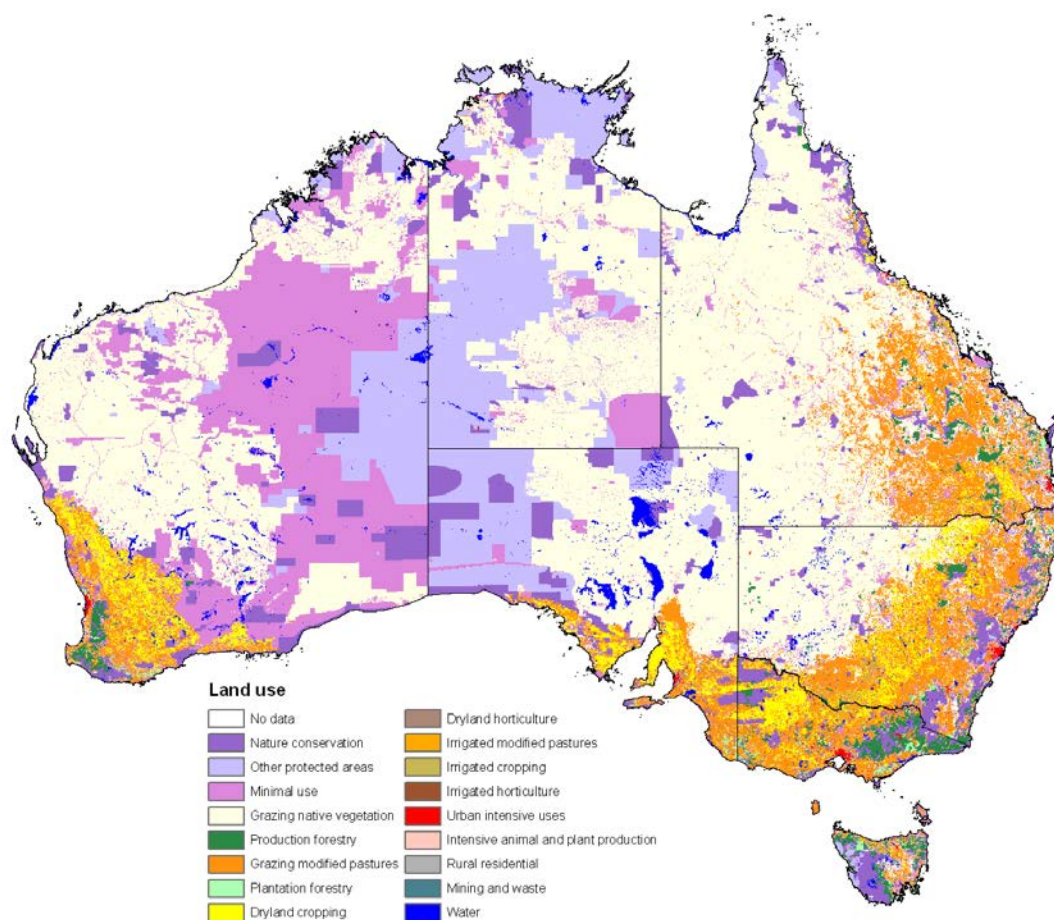 Land use
No data
Nature conservation
Other protected areas
Minimal use
Grazing native vegetation
Production forestry
Grazing modified pastures
Plantation forestry
Dryland cropping
Dryland horticulture
Irrigated modified pastures
Irrigated cropping
Irrigated horticulture
Urban intensive uses
Intensive animal and plant production
Rural residential
Mining and waste
Water